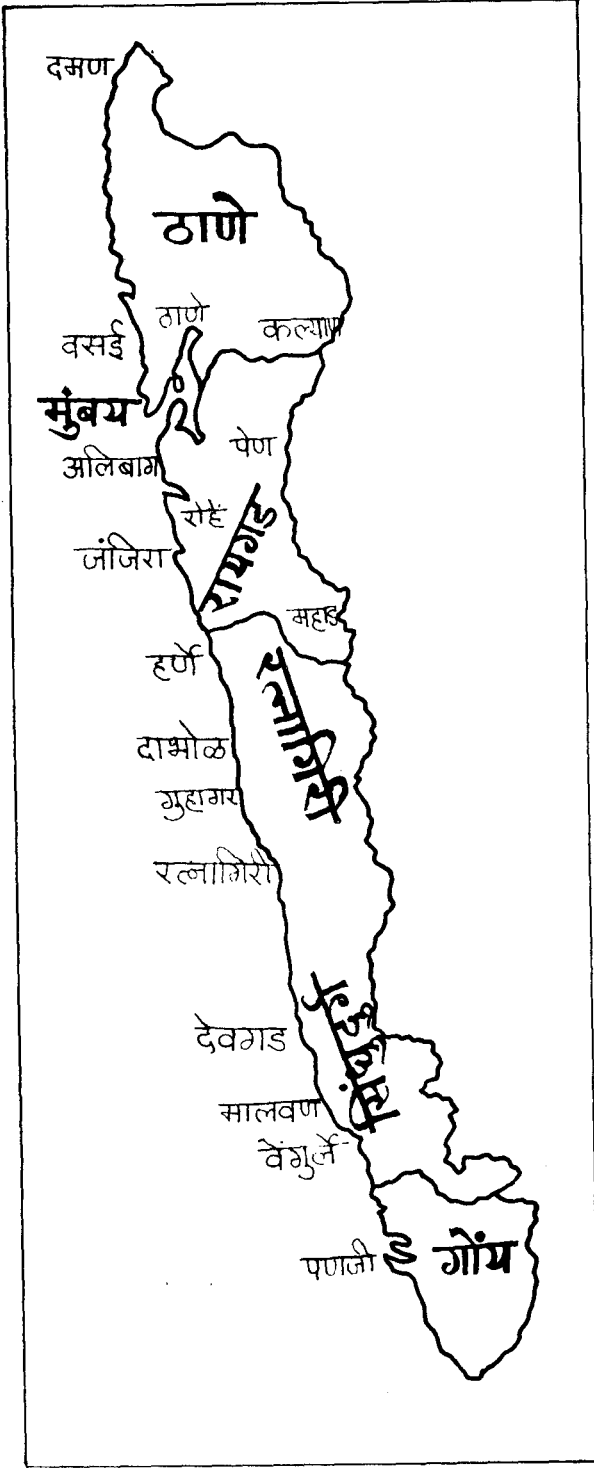 दमण
ठाणे
ठाणे
कल्याण
वसई
मुंबय
पेण
अलिबाग
रोहें
रायगड
जंजिरा
महाड
हर्णे
रत्नागिरी
दाभोळ
गुहागर
रत्नागिरी
सिंधुदुर्ग
देवगड
मालवण
वेंगुर्ले
पणजी
गोंय